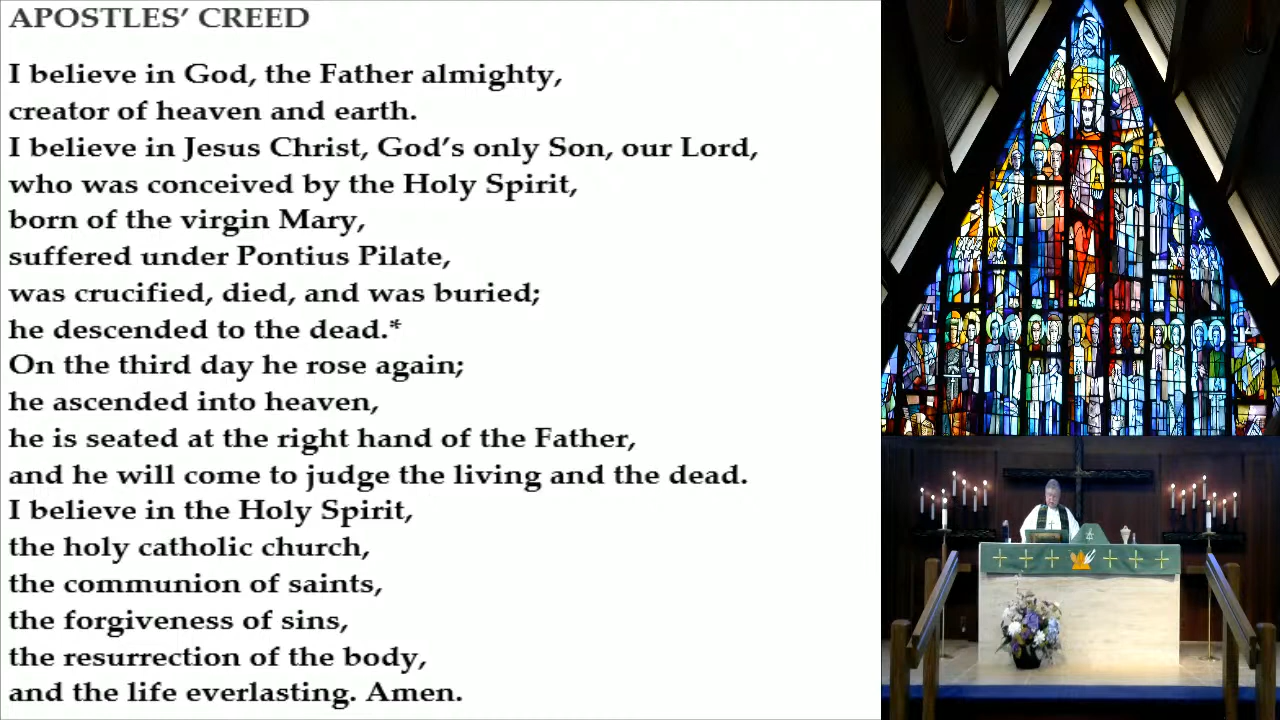 APOSTLES’ CREED
I believe in God, the Father almighty,
creator of heaven and earth.
I believe in Jesus Christ, God’s only Son, our Lord,
who was conceived by the Holy Spirit,
born of the virgin Mary,
suffered under Pontius Pilate,
was crucified, died, and was buried;
he descended to the dead.*
On the third day he rose again;
he ascended into heaven,
he is seated at the right hand of the Father,
and he will come to judge the living and the dead.
I believe in the Holy Spirit,
the holy catholic church,
the communion of saints,
the forgiveness of sins,
the resurrection of the body,
and the life everlasting. Amen.